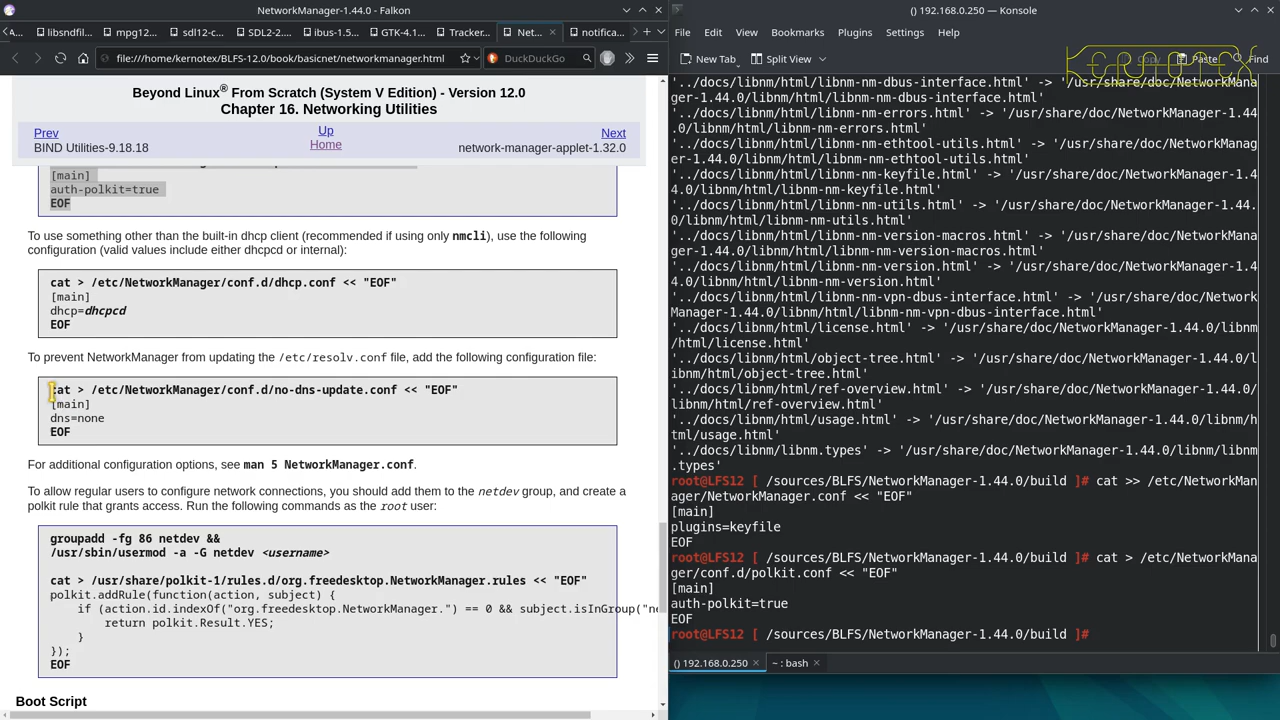 NetworkManager-1.44.0 - Falkon
() 192.168.0.250 — Konsole
A...
libsndfil...
mpg12...
sdl12-c...
SDL2-2....
ibus-1.5...
GTK-4.1...
Tracker...
Net...
notifica...
File Edit View Bookmarks Plugins Settings Help
file:///home/kernotex/BLFS-12.0/book/basicnet/networkmanager.html
DuckDuckGo
New Tab
Split View
Copy
Paste
Find
KERNOTEX
Beyond Linux® From Scratch (System V Edition) - Version 12.0
Chapter 16. Networking Utilities
Prev
Up
Next
BIND Utilities-9.18.18
Home
network-manager-applet-1.32.0
[main]
auth-polkit=true
EOF
To use something other than the built-in dhcp client (recommended if using only nmcli), use the following
configuration (valid values include either dhcpcd or internal):
cat > /etc/NetworkManager/conf.d/dhcp.conf << "EOF"
[main]
dhcp=dhcpcd
EOF
To prevent NetworkManager from updating the /etc/resolv.conf file, add the following configuration file:
cat > /etc/NetworkManager/conf.d/no-dns-update.conf << "EOF"
[main]
dns=none
EOF
For additional configuration options, see man 5 NetworkManager.conf.
To allow regular users to configure network connections, you should add them to the netdev group, and create a
polkit rule that grants access. Run the following commands as the root user:
groupadd -fg 86 netdev &&
/usr/sbin/usermod -a -G netdev <username>
cat > /usr/share/polkit-1/rules.d/org.freedesktop.NetworkManager.rules << "EOF"
polkit.addRule(function(action, subject) {
if (action.id.indexOf("org.freedesktop.NetworkManager.") == 0 && subject.isInGroup("ne
return polkit.Result.YES;
}
});
EOF
Boot Script
'../docs/libnm/html/libnm-nm-dbus-interface.html' -> '/usr/share/doc/NetworkMana
ger-1.44.0/libnm/html/libnm-nm-dbus-interface.html'
'../docs/libnm/html/libnm-nm-errors.html' -> '/usr/share/doc/NetworkManager-1.44
.0/libnm/html/libnm-nm-errors.html'
'../docs/libnm/html/libnm-nm-ethtool-utils.html' -> '/usr/share/doc/NetworkManag
er-1.44.0/libnm/html/libnm-nm-ethtool-utils.html'
'../docs/libnm/html/libnm-nm-keyfile.html' -> '/usr/share/doc/NetworkManager-1.4
4.0/libnm/html/libnm-nm-keyfile.html'
'../docs/libnm/html/libnm-nm-utils.html' -> '/usr/share/doc/NetworkManager-1.44.
0/libnm/html/libnm-nm-utils.html'
'../docs/libnm/html/libnm-nm-version-macros.html' -> '/usr/share/doc/NetworkMana
ger-1.44.0/libnm/html/libnm-nm-version-macros.html'
'../docs/libnm/html/libnm-nm-version.html' -> '/usr/share/doc/NetworkManager-1.4
4.0/libnm/html/libnm-nm-version.html'
'../docs/libnm/html/libnm-nm-vpn-dbus-interface.html' -> '/usr/share/doc/Network
Manager-1.44.0/libnm/html/libnm-nm-vpn-dbus-interface.html'
'../docs/libnm/html/license.html' -> '/usr/share/doc/NetworkManager-1.44.0/libnm
/html/license.html'
'../docs/libnm/html/object-tree.html' -> '/usr/share/doc/NetworkManager-1.44.0/l
ibnm/html/object-tree.html'
'../docs/libnm/html/ref-overview.html' -> '/usr/share/doc/NetworkManager-1.44.0/
libnm/html/ref-overview.html'
'../docs/libnm/html/usage.html' -> '/usr/share/doc/NetworkManager-1.44.0/libnm/h
tml/usage.html'
'../docs/libnm/libnm.types' -> '/usr/share/doc/NetworkManager-1.44.0/libnm/libnm
.types'
root@LFS12 [ /sources/BLFS/NetworkManager-1.44.0/build ]# cat >> /etc/NetworkMan
ager/NetworkManager.conf << "EOF"
[main]
plugins=keyfile
EOF
root@LFS12 [ /sources/BLFS/NetworkManager-1.44.0/build ]# cat > /etc/NetworkMana
ger/conf.d/polkit.conf << "EOF"
[main]
auth-polkit=true
EOF
root@LFS12 [ /sources/BLFS/NetworkManager-1.44.0/build ]#
() 192.168.0.250
~ : bash